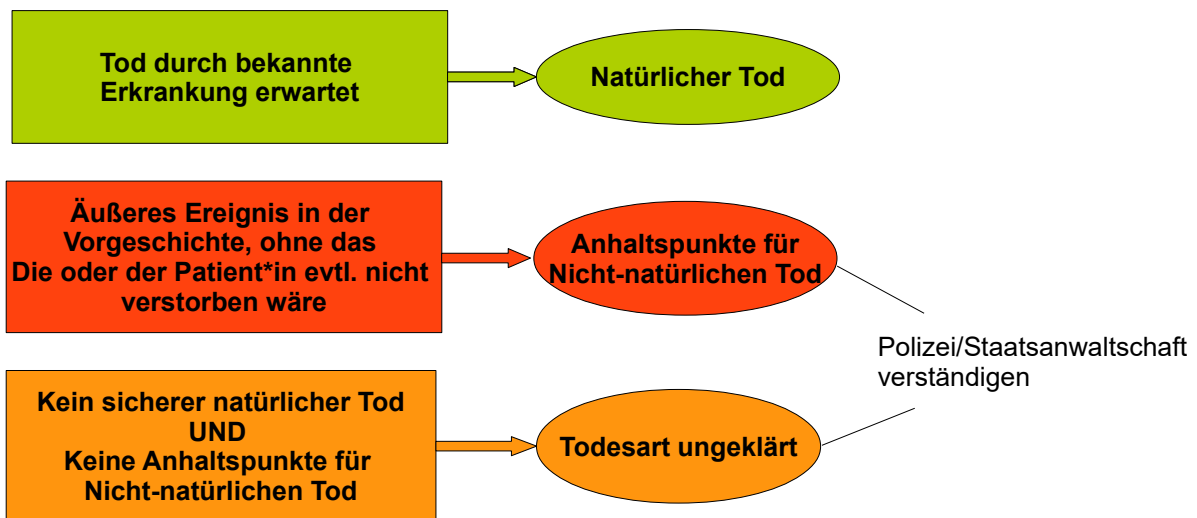 Tod durch bekannte
Erkrankung erwartet
Natürlicher Tod
Äußeres Ereignis in der
Vorgeschichte, ohne das
Die oder der Patient*in evtl. nicht
verstorben wäre
Anhaltspunkte für
Nicht-natürlichen Tod
Polizei/Staatsanwaltschaft
verständigen
Kein sicherer natürlicher Tod
UND
Keine Anhaltspunkte für
Nicht-natürlichen Tod
Todesart ungeklärt